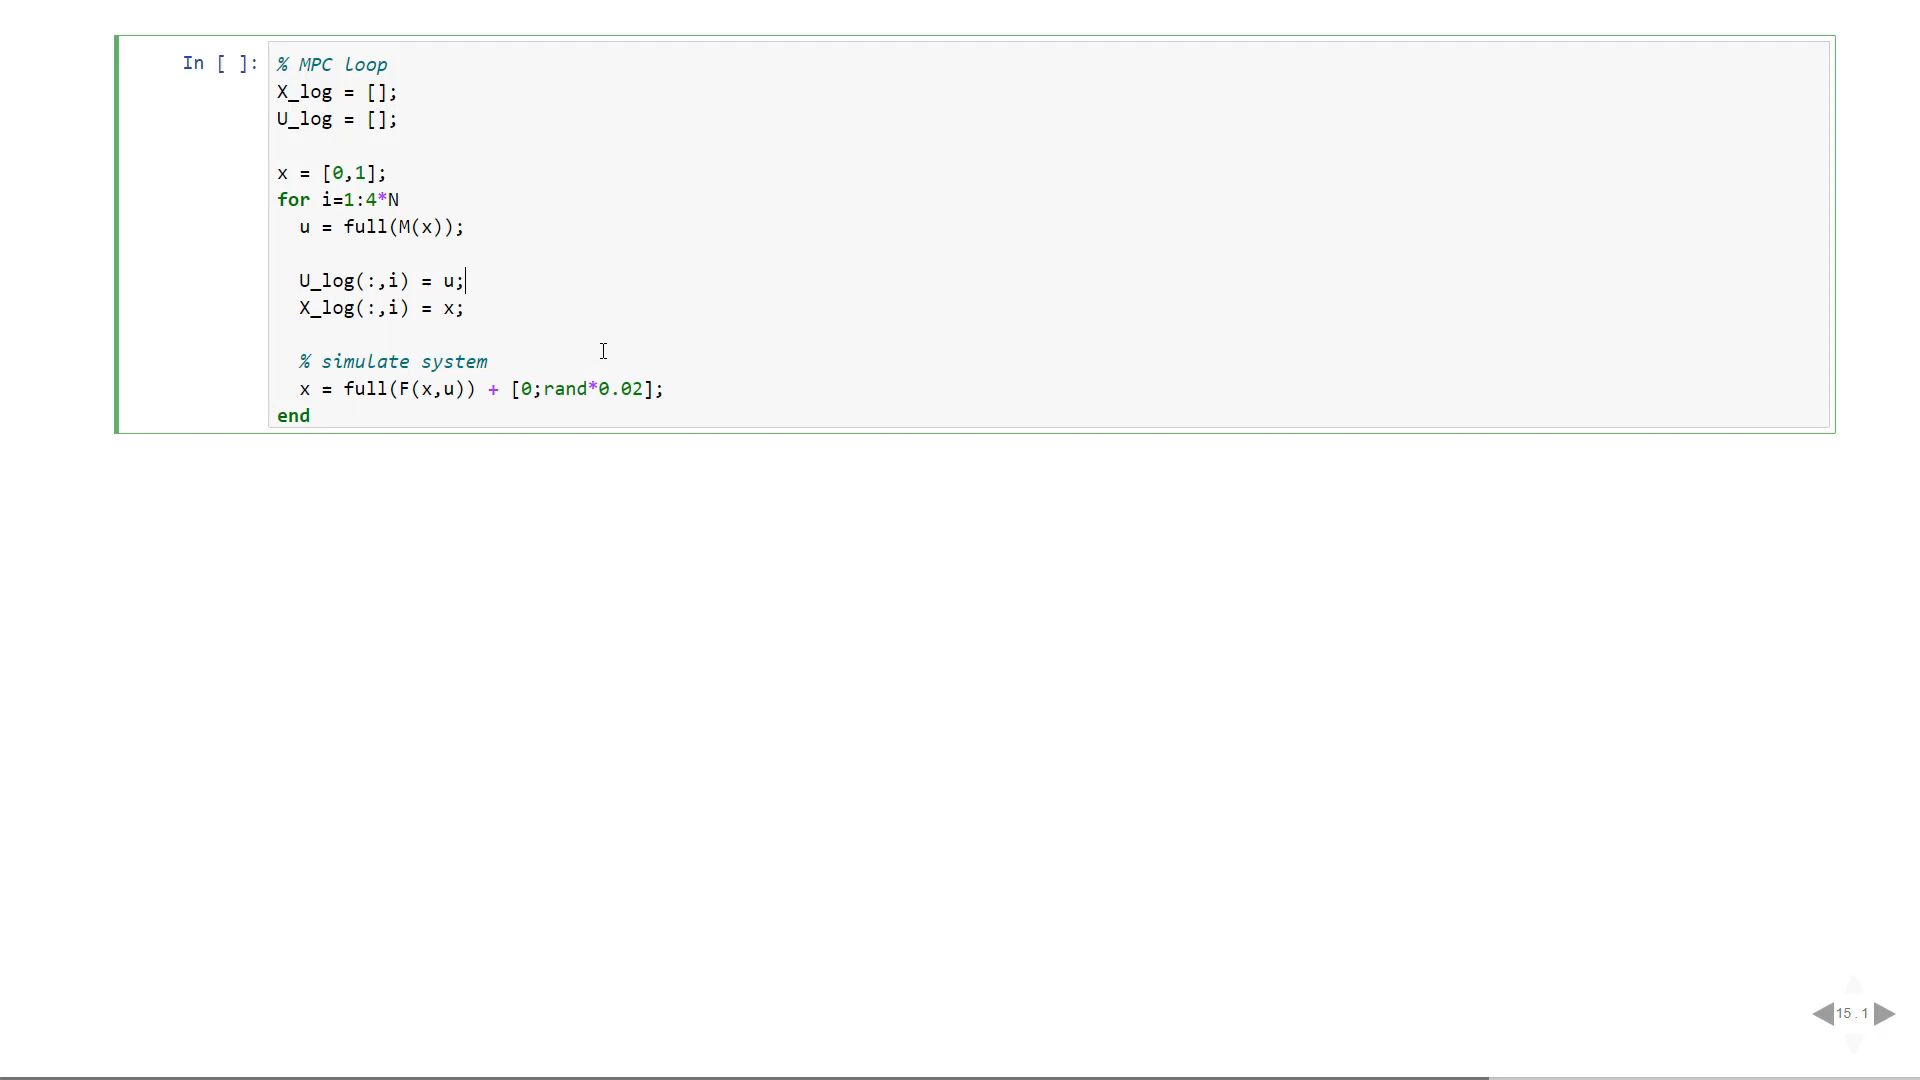 In [ ]: % MPC loop
X_log = [];
U_log = [];
x = [0,1];
for i=1:4*N
u = full(M(x));
U_log(:,i) = u;
X_log(:,i) = x;
% simulate system
x = full(F(x,u)) + [0;rand*0.02];
end
15.1